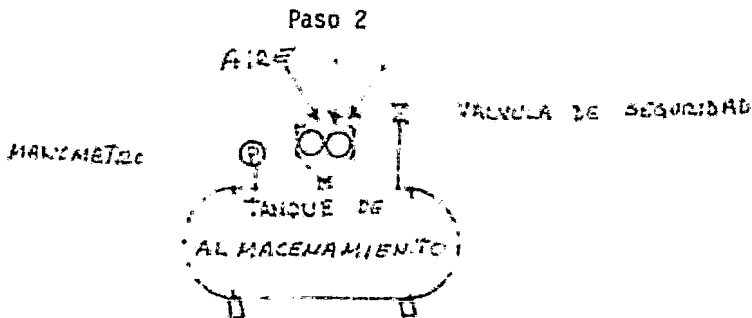 Paso 2
AIRE
VALVULA DE SEGURIDAD
MANOMETRO
P
TANQUE DE
ALMACENAMIENTO